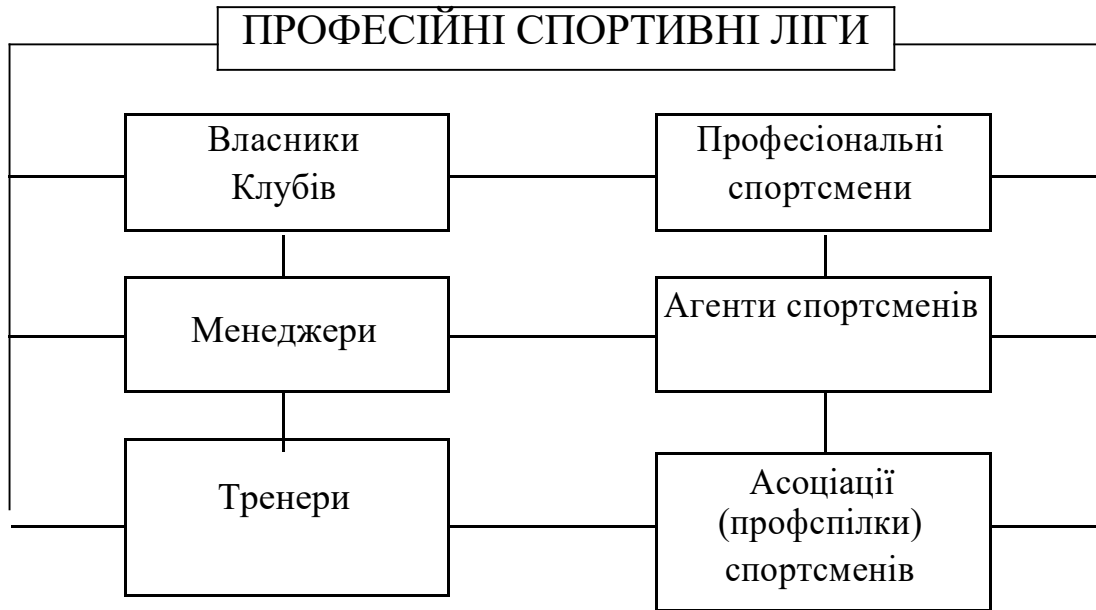 ПРОФЕСІЙНІ СПОРТИВНІ ЛІГИ
Власники
Клубів
Професіональні
спортсмени
Менеджери
Агенти спортсменів
Тренери
Асоціації
(профспілки)
спортсменів